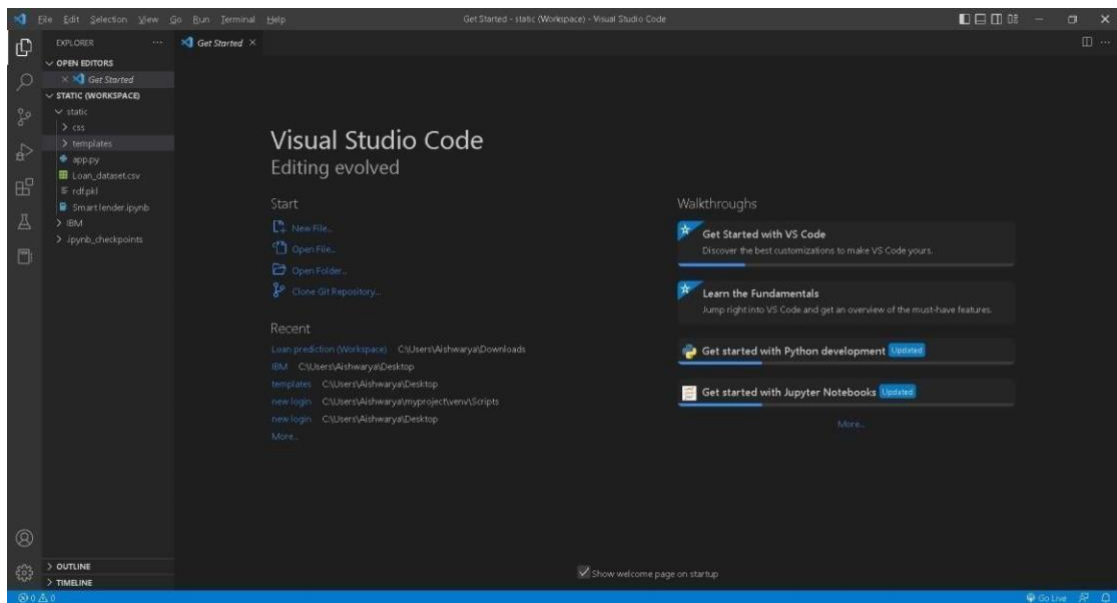 File Edit Selection View Go Run Terminal Help
Get Started - static (Workspace) - Visual Studio Code
EXPLORER
Get Started
OPEN EDITORS
Get Started
STATIC (WORKSPACE)
static
css
templates
app.py
Loan_dataset.csv
rdf.pkl
Smart lender.ipynb
IBM
.ipynb_checkpoints
OUTLINE
TIMELINE
Visual Studio Code
Editing evolved
Start
New File...
Open File...
Open Folder...
Clone Git Repository...
Recent
Loan prediction (Workspace) C:\Users\Aishwarya\Downloads
IBM C:\Users\Aishwarya\Desktop
templates C:\Users\Aishwarya\Desktop
new login C:\Users\Aishwarya\myproject\venv\Scripts
new login C:\Users\Aishwarya\Desktop
More...
Walkthroughs
Get Started with VS Code
Discover the best customizations to make VS Code yours.
Learn the Fundamentals
Jump right into VS Code and get an overview of the must-have features.
Get started with Python development Updated
Get started with Jupyter Notebooks Updated
More...
Show welcome page on startup
0 0
Go Live